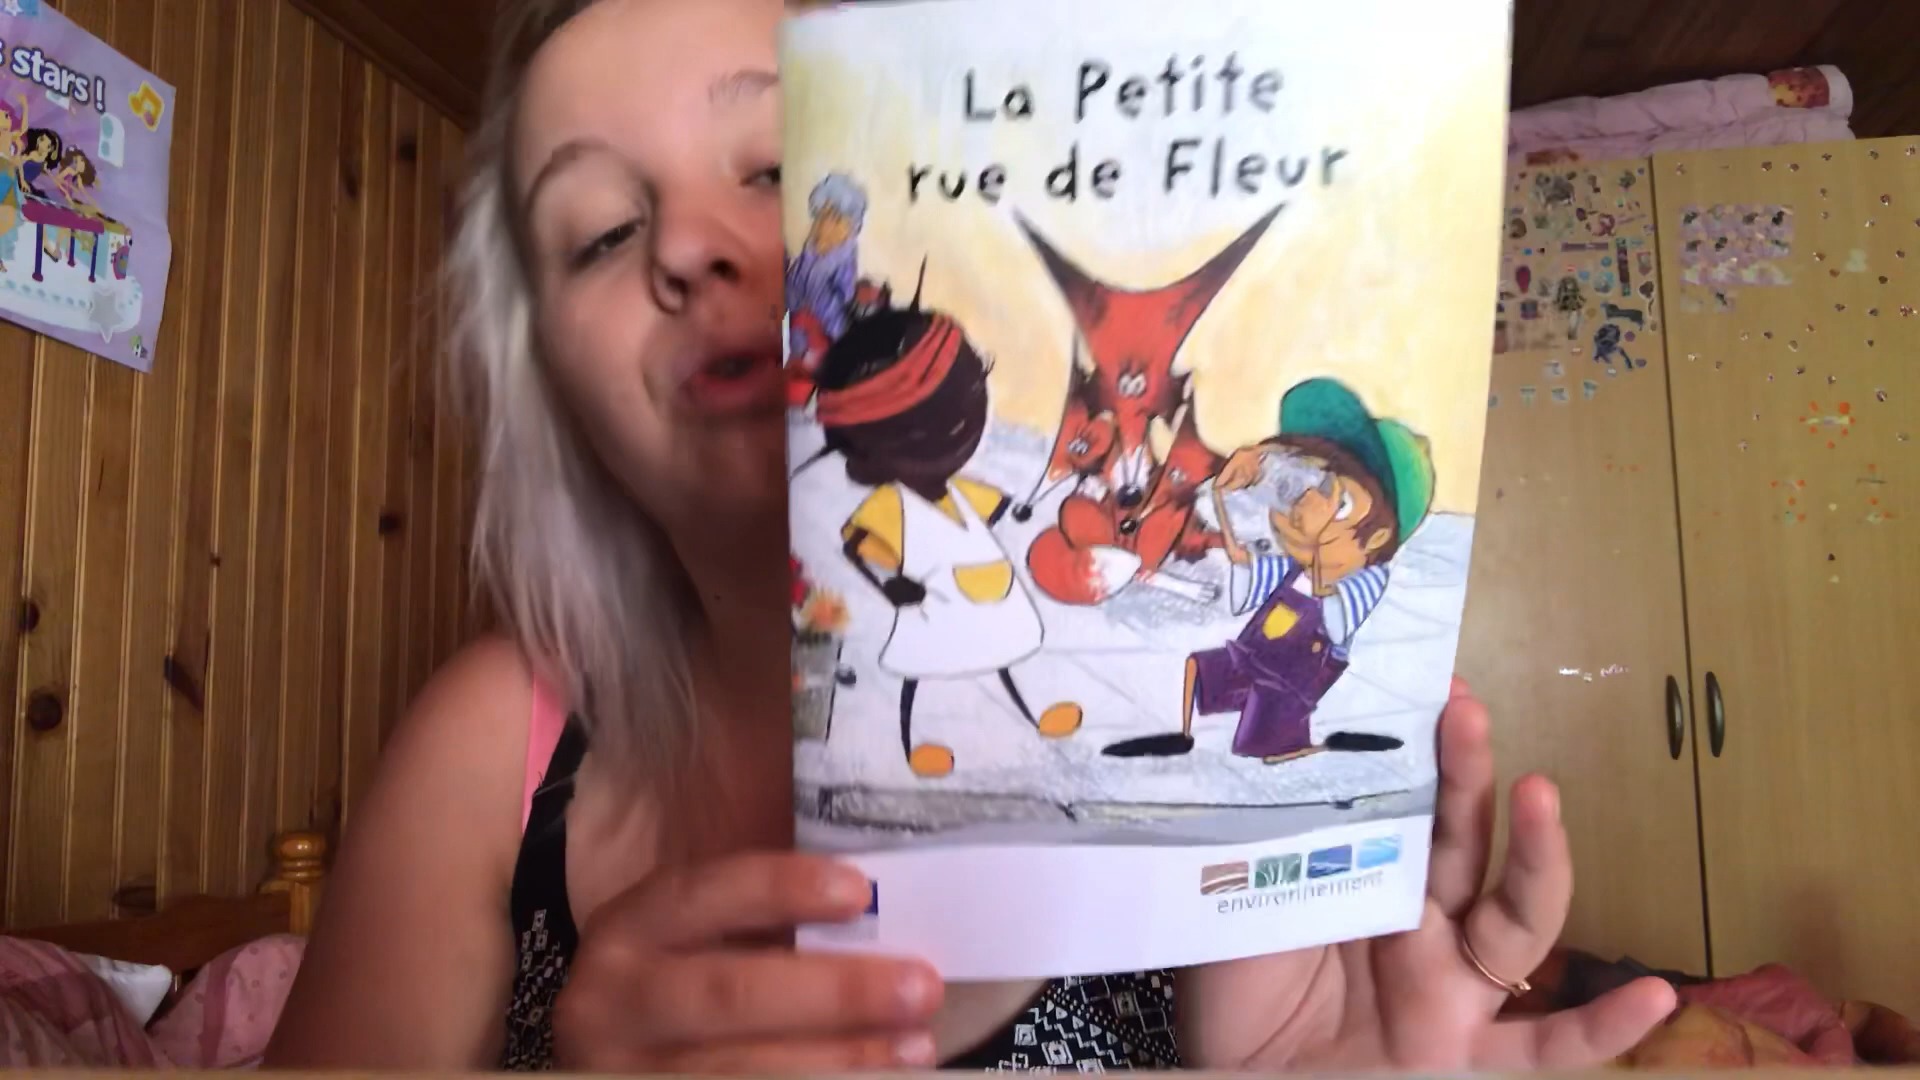 stars !
La Petite
rue de Fleur
environnement